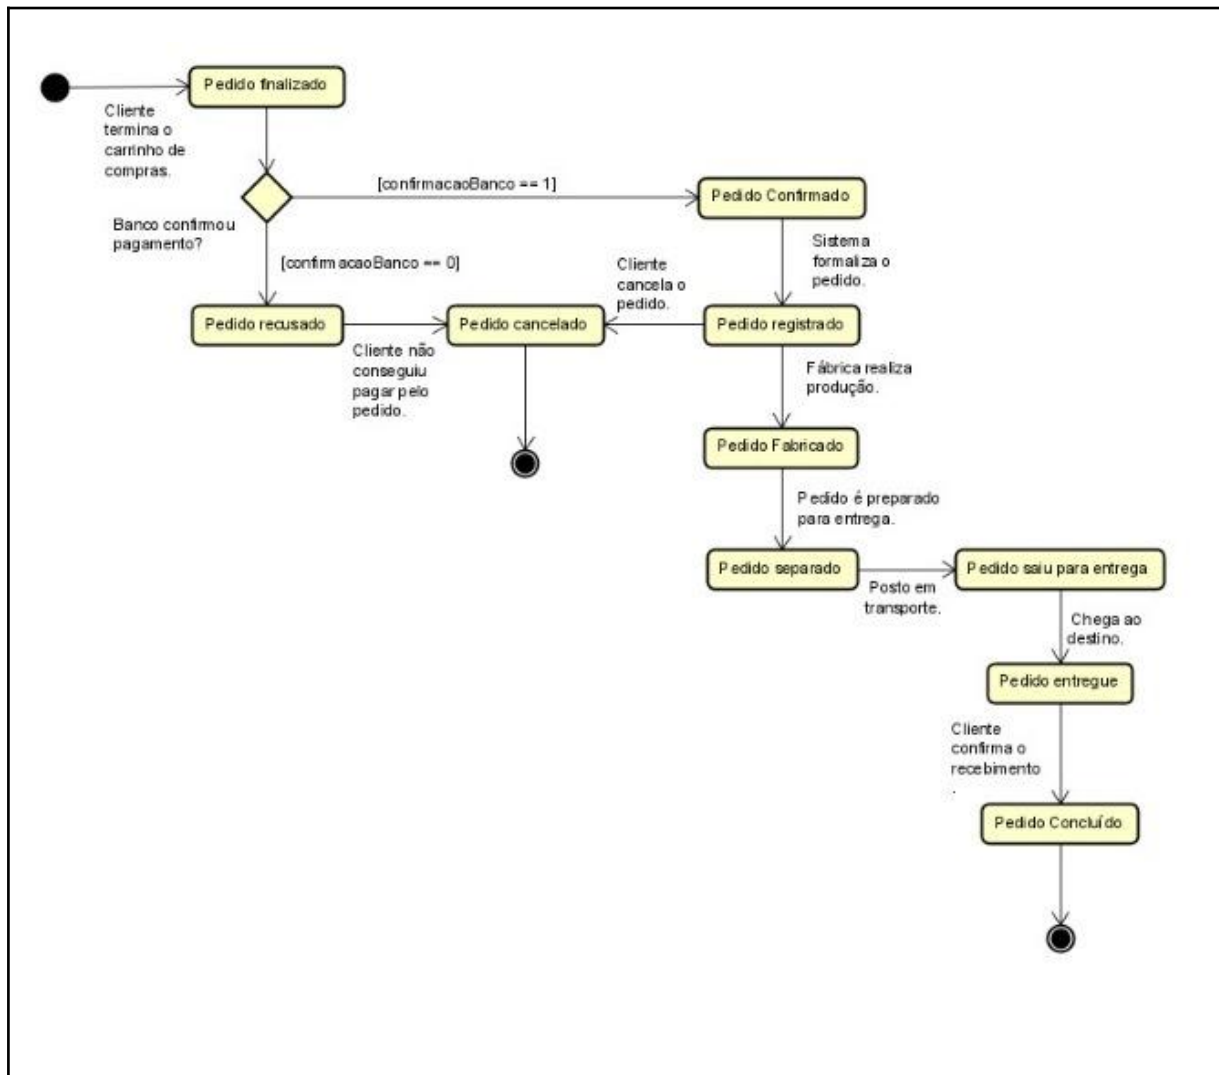 Pedido finalizado
Cliente
termina o
carrinho de
compras.
[confirmacaoBanco == 1]
Pedido Confirmado
Banco confirmou
pagamento?
[confirmacaoBanco == 0]
Sistema
formaliza o
pedido.
Cliente
cancela o
pedido.
Pedido recusado
Pedido cancelado
Pedido registrado
Cliente não
conseguiu
pagar pelo
pedido.
Fábrica realiza
produção.
Pedido Fabricado
Pedido é preparado
para entrega.
Pedido separado
Pedido saiu para entrega
Posto em
transporte.
Chega ao
destino.
Pedido entregue
Cliente
confirma o
recebimento
.
Pedido Concluído